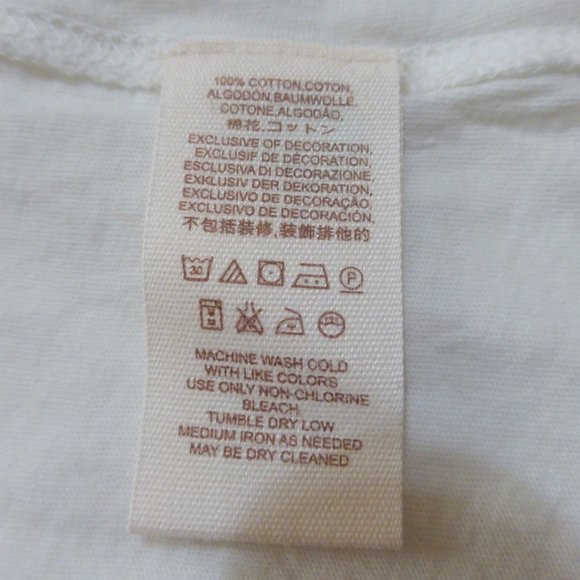 100% COTTON,COTON,
ALGODÓN,BAUMWOLLE,
COTONE,ALGODÃO,
棉花,コットン
EXCLUSIVE OF DECORATION,
EXCLUSIF DE DÉCORATION,
ESCLUSIVA DI DECORAZIONE,
EXKLUSIV DER DEKORATION,
EXCLUSIVO DE DECORAÇÃO,
EXCLUSIVO DE DECORACIÓN,
不包括装修,装飾排他的
30 P
MACHINE WASH COLD
WITH LIKE COLORS
USE ONLY NON-CHLORINE
BLEACH
TUMBLE DRY LOW
MEDIUM IRON AS NEEDED
MAY BE DRY CLEANED